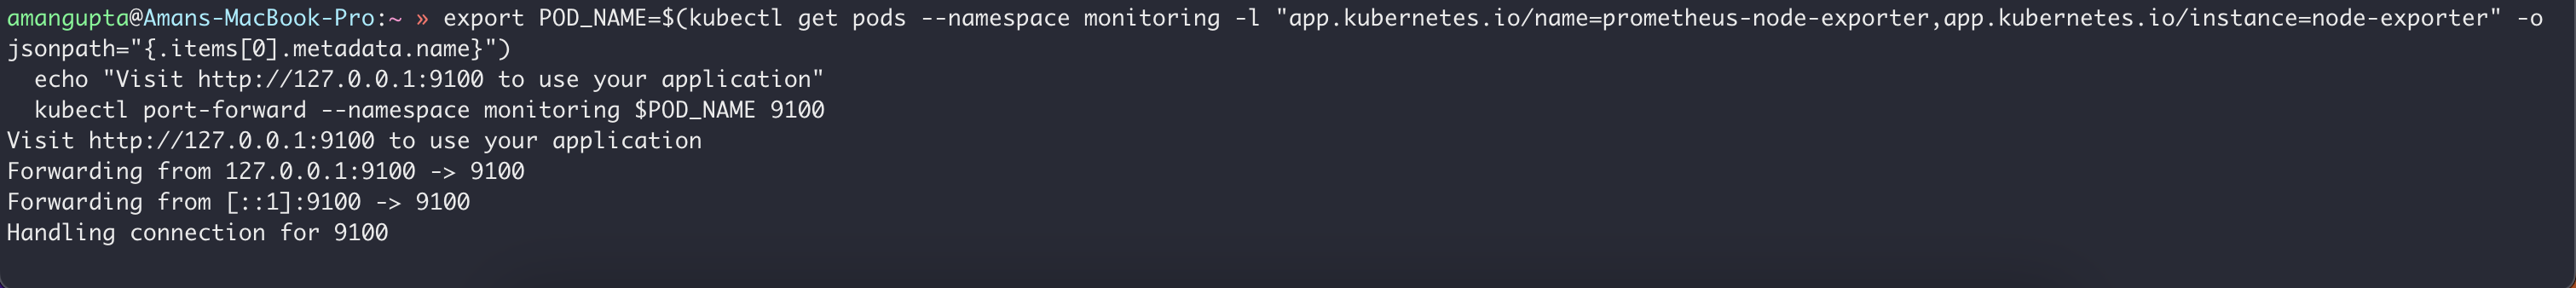 amangupta@Amans-MacBook-Pro:~ » export POD_NAME=$(kubectl get pods --namespace monitoring -l "app.kubernetes.io/name=prometheus-node-exporter,app.kubernetes.io/instance=node-exporter" -o
jsonpath="{.items[0].metadata.name}")
  echo "Visit http://127.0.0.1:9100 to use your application"
  kubectl port-forward --namespace monitoring $POD_NAME 9100
Visit http://127.0.0.1:9100 to use your application
Forwarding from 127.0.0.1:9100 -> 9100
Forwarding from [::1]:9100 -> 9100
Handling connection for 9100